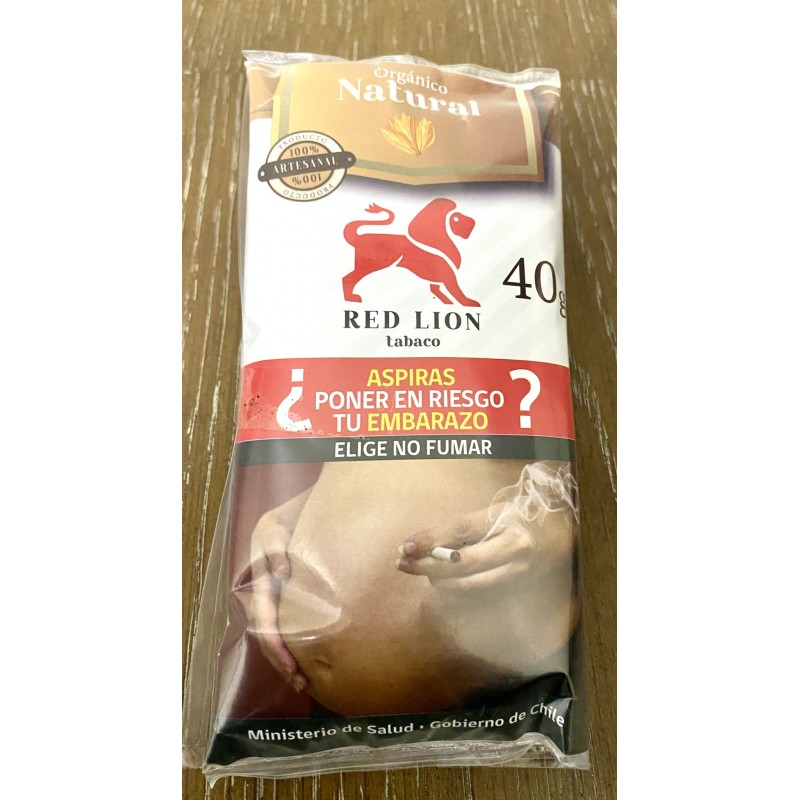 Orgánico
Natural
PRODUCTO
100%
ARTESANAL
100%
PRODUCTO
40g
RED LION
tabaco
¿ASPIRAS
PONER EN RIESGO
TU EMBARAZO?
ELIGE NO FUMAR
Ministerio de Salud · Gobierno de Chile